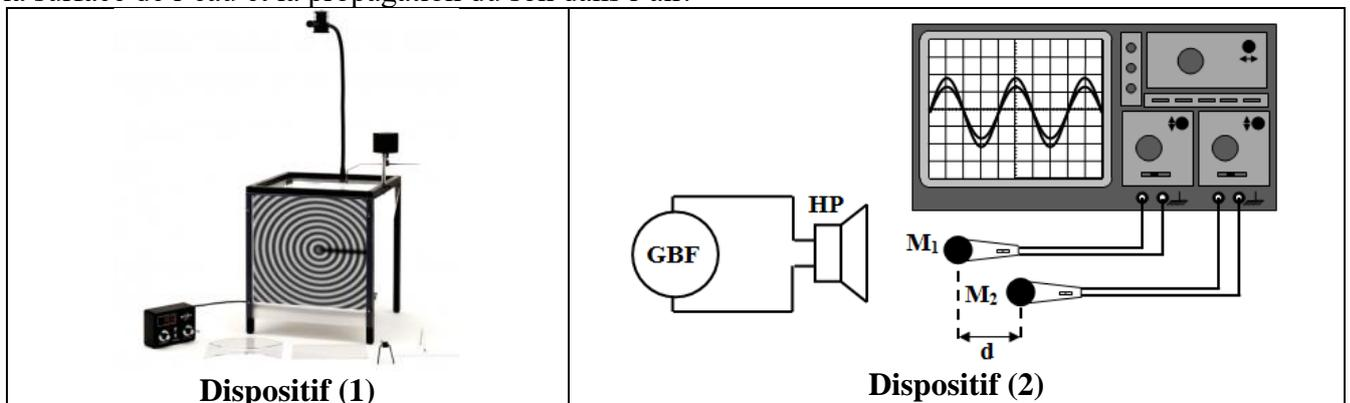 la surface de l'eau et la propagation du son dans l'air.
HP
GBF
M1
M2
d
Dispositif (1)
Dispositif (2)